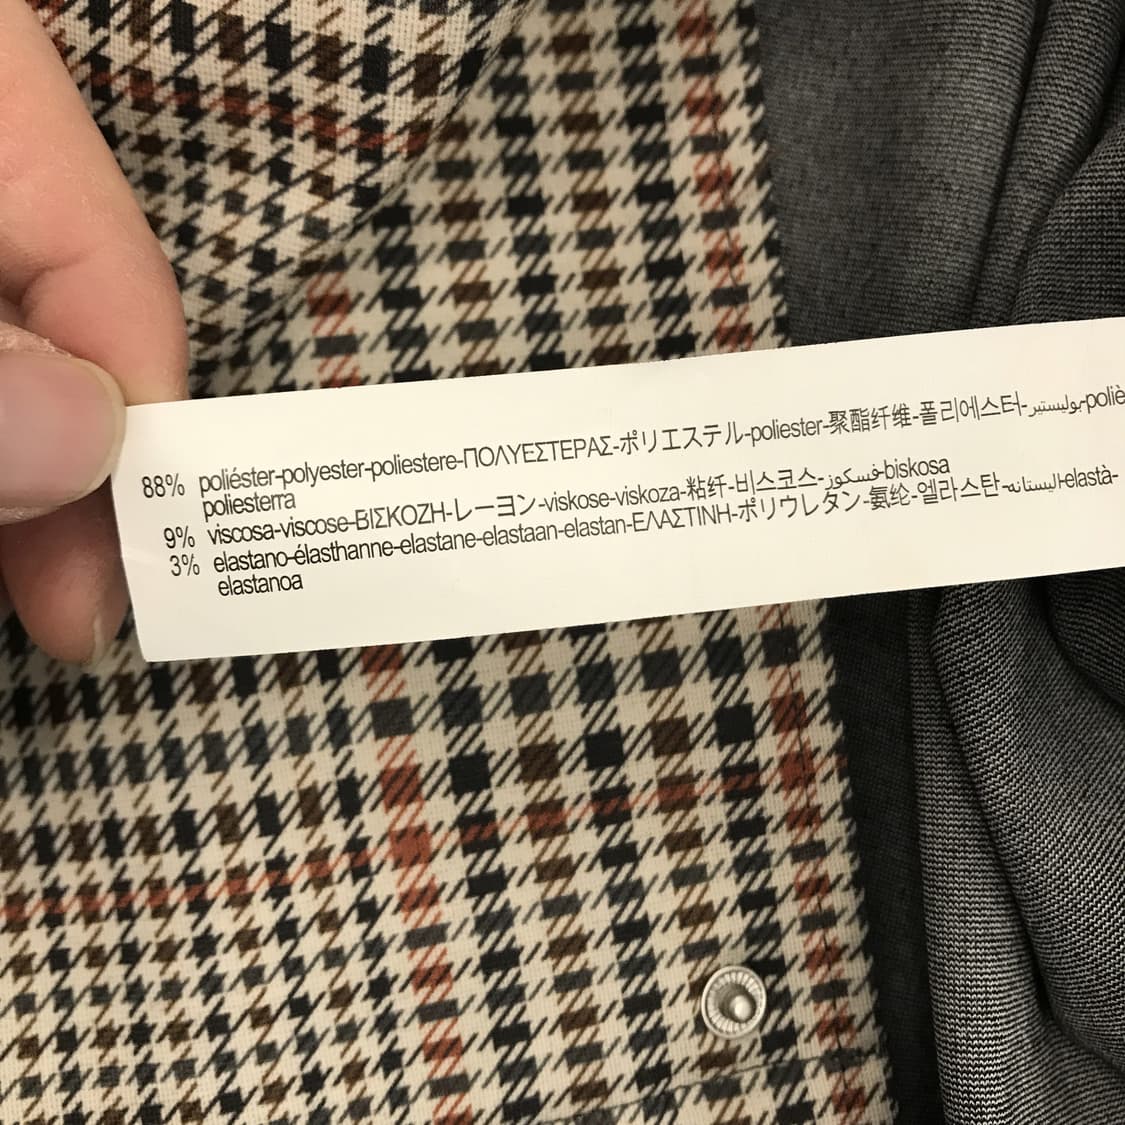 88% poliéster-polyester-poliestere-ΠΟΛΥΕΣΤΕΡΑΣ-ポリエステル-poliester-聚酯纤维-폴리에스터-بوليستير-poliè
poliesterra
9% viscosa-viscose-ΒΙΣΚΟΖΗ-レーヨン-viskose-viskoza-粘纤-비스코스-فسكوز-biskosa
3% elastano-élasthanne-elastane-elastaan-elastan-ΕΛΑΣΤΙΝΗ-ポリウレタン-氨纶-엘라스탄-اليستانه-elastà-
elastanoa